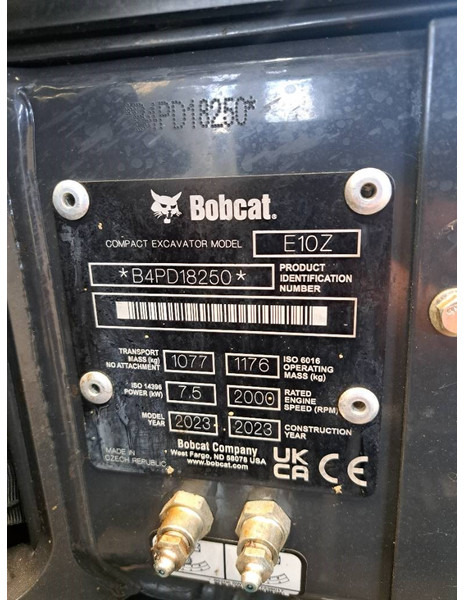 *B4PD18250*
Bobcat.
COMPACT EXCAVATOR MODEL E10Z
*B4PD18250* PRODUCT IDENTIFICATION NUMBER
TRANSPORT MASS (kg) NO ATTACHMENT 1077 1176 ISO 6016 OPERATING MASS (kg)
ISO 14396 POWER (kW) 7.5 2000 RATED ENGINE SPEED (RPM)
MODEL YEAR 2023 2023 CONSTRUCTION YEAR
Bobcat Company
West Fargo, ND 58078 USA
www.bobcat.com
MADE IN
CZECH REPUBLIC
UK
CA CE